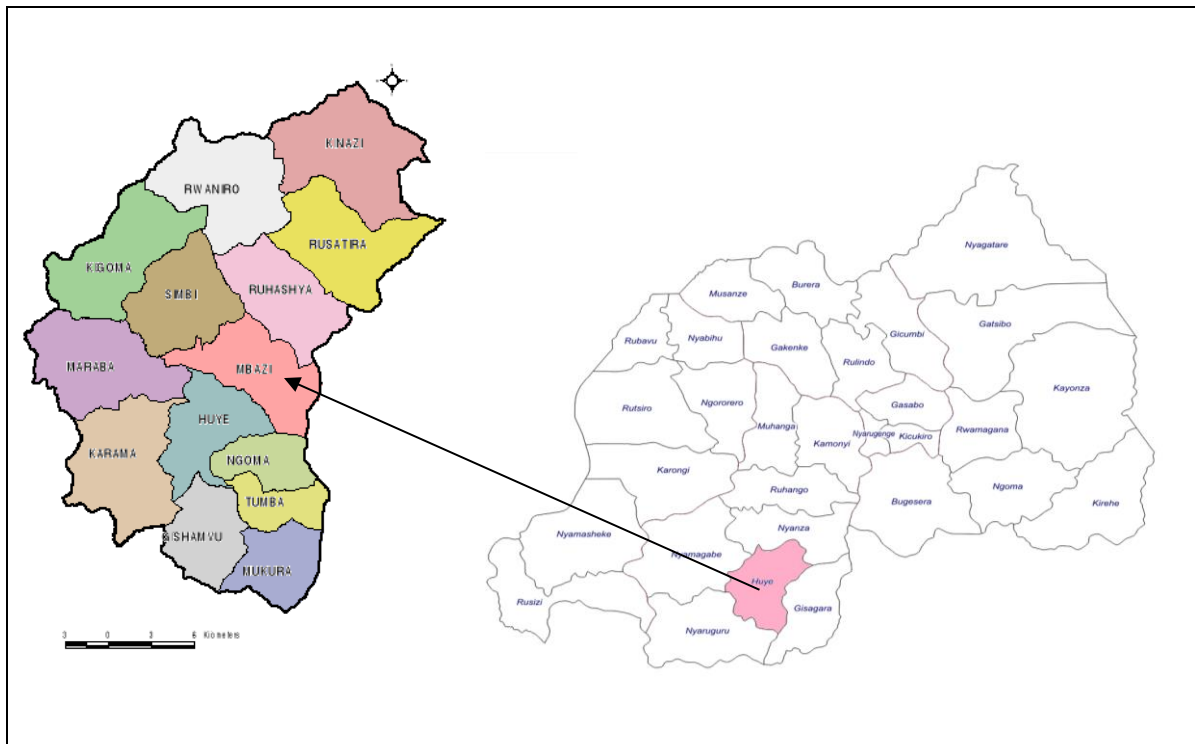 KINAZI
RWANIRO
RUSATIRA
KIGOMA
SIMBI
RUHASHYA
MARABA
MBAZI
HUYE
KARAMA
NGOMA
TUMBA
GISHAMVU
MUKURA
3 0 3 6 Kilometers
Nyagatare
Burera
Musanze
Gicumbi
Gatsibo
Rubavu
Nyabihu
Gakenke
Rulindo
Kayonza
Rutsiro
Ngororero
Gasabo
Muhanga
Kamonyi
Nyarugenge
Kicukiro
Rwamagana
Karongi
Ruhango
Bugesera
Ngoma
Kirehe
Nyamasheke
Nyanza
Nyamagabe
Huye
Rusizi
Gisagara
Nyaruguru